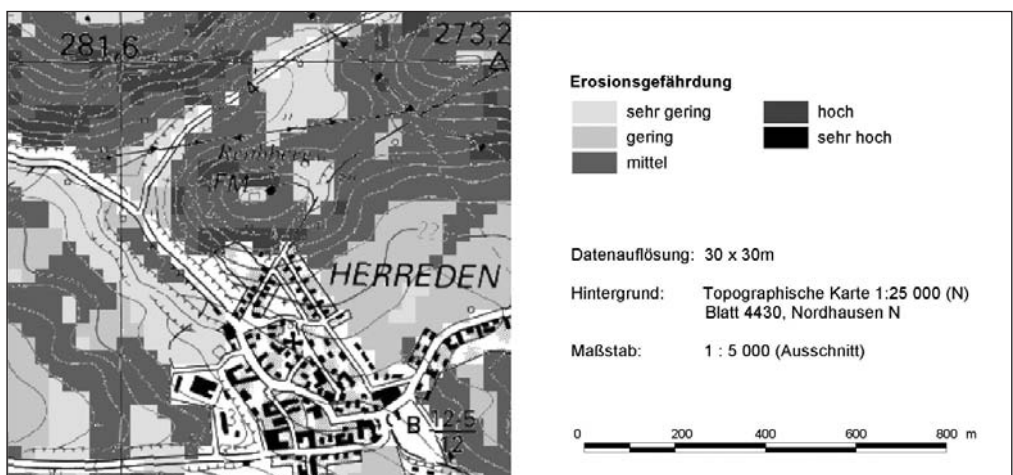 281,6
273,2
FM
22
HERREDEN
B 12.5
12
Erosionsgefährdung
sehr gering
gering
mittel
hoch
sehr hoch
Datenauflösung: 30 x 30m
Hintergrund: Topographische Karte 1:25 000 (N)
Blatt 4430, Nordhausen N
Maßstab: 1 : 5 000 (Ausschnitt)
0 200 400 600 800 m